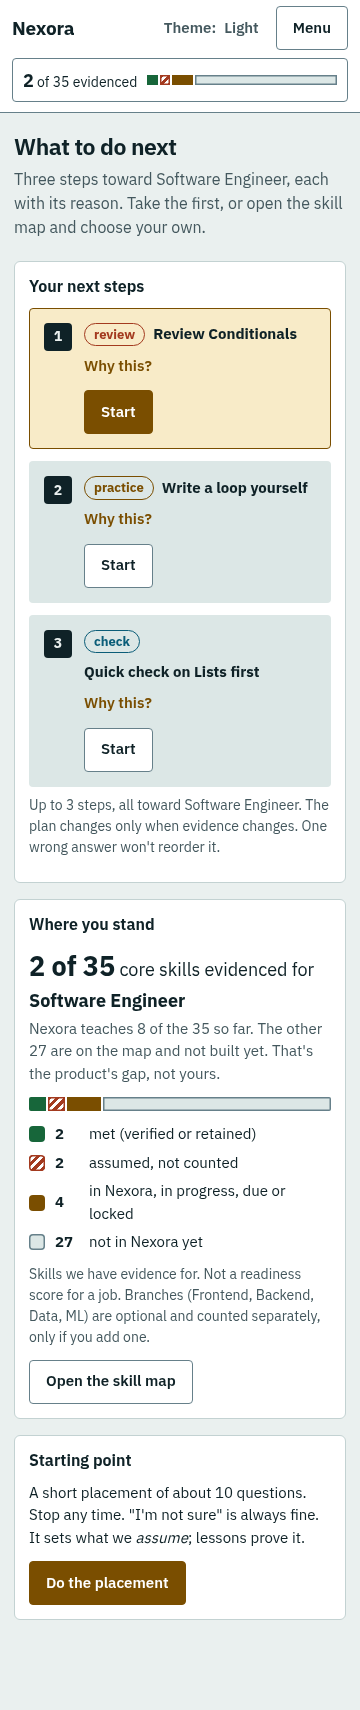 Nexora
Theme: Light
Menu
2 of 35 evidenced
What to do next
Three steps toward Software Engineer, each
with its reason. Take the first, or open the skill
map and choose your own.
Your next steps
1 review Review Conditionals
Why this?
Start
2 practice Write a loop yourself
Why this?
Start
3 check
Quick check on Lists first
Why this?
Start
Up to 3 steps, all toward Software Engineer. The
plan changes only when evidence changes. One
wrong answer won't reorder it.
Where you stand
2 of 35 core skills evidenced for
Software Engineer
Nexora teaches 8 of the 35 so far. The other
27 are on the map and not built yet. That's
the product's gap, not yours.
2 met (verified or retained)
2 assumed, not counted
4 in Nexora, in progress, due or
locked
27 not in Nexora yet
Skills we have evidence for. Not a readiness
score for a job. Branches (Frontend, Backend,
Data, ML) are optional and counted separately,
only if you add one.
Open the skill map
Starting point
A short placement of about 10 questions.
Stop any time. "I'm not sure" is always fine.
It sets what we assume; lessons prove it.
Do the placement